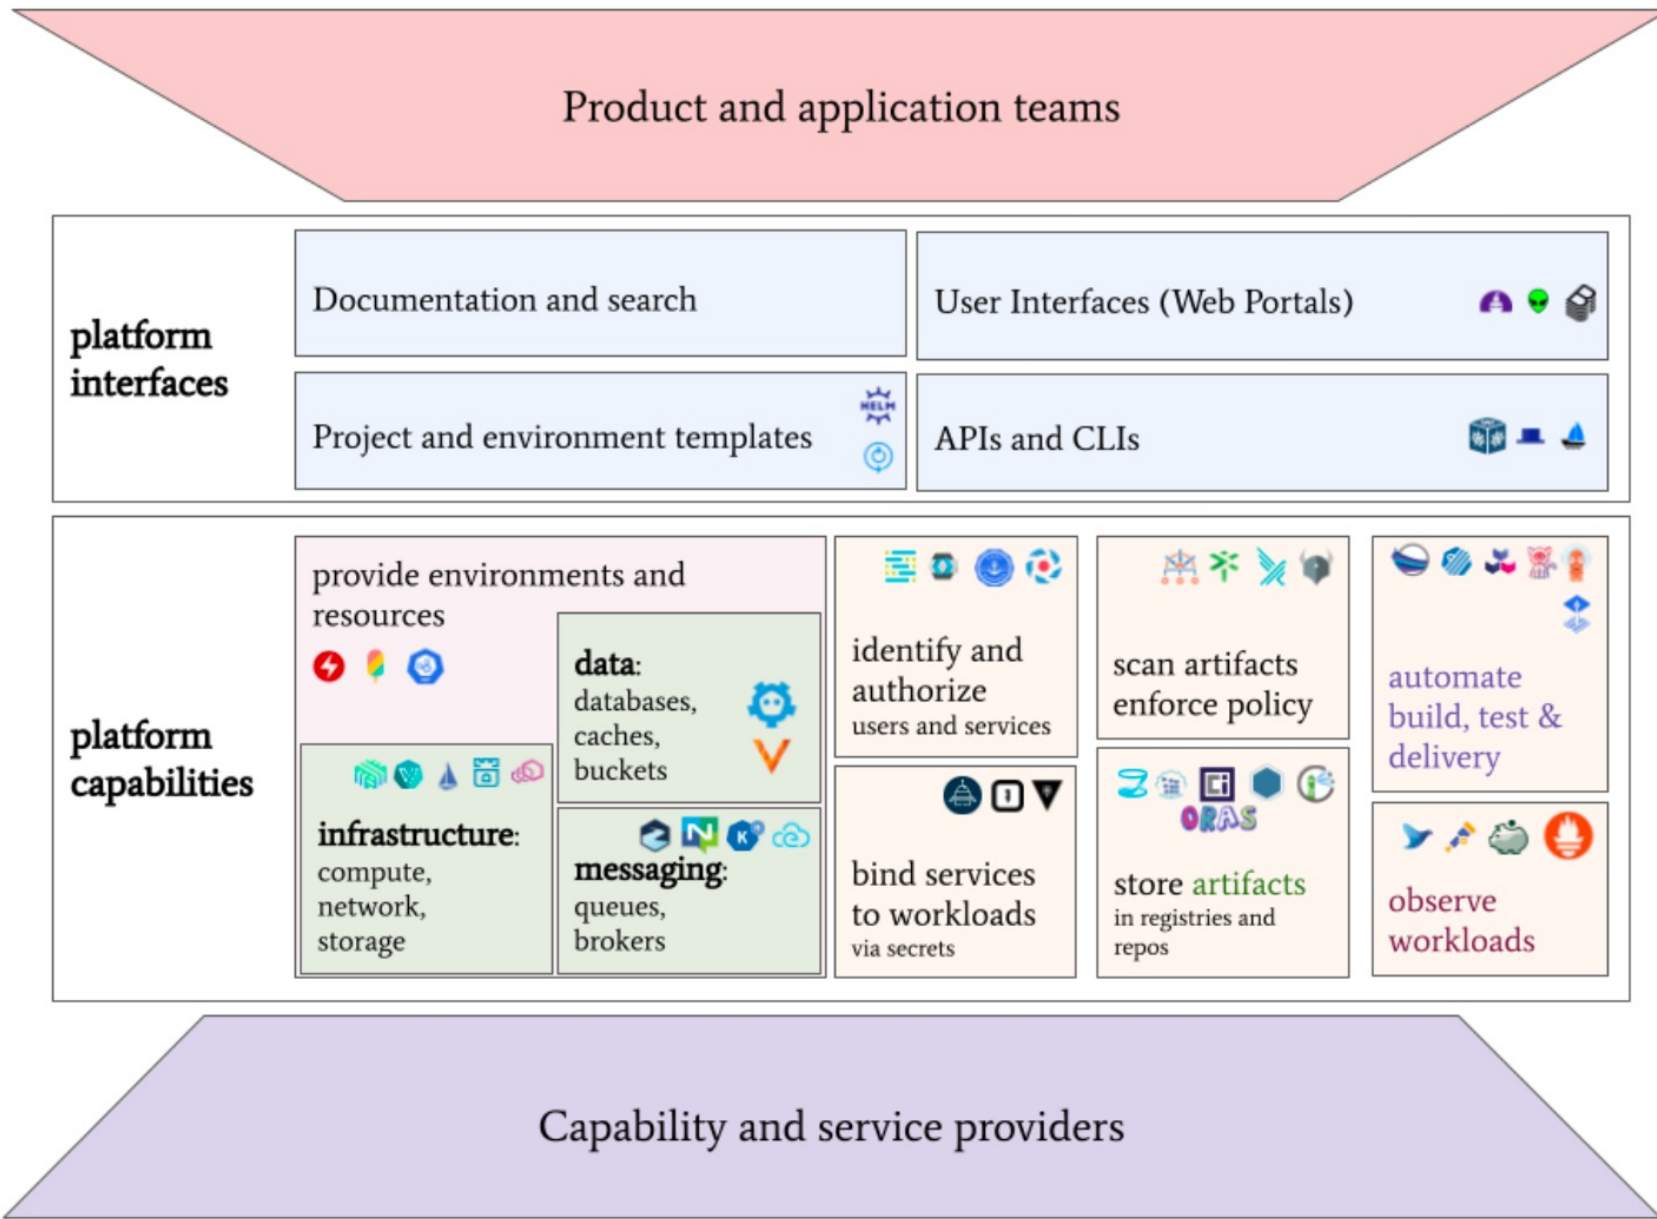 Product and application teams
platform
interfaces
Documentation and search
User Interfaces (Web Portals)
Project and environment templates
HELM
APIs and CLIs
platform
capabilities
provide environments and
resources
data:
databases,
caches,
buckets
infrastructure:
compute,
network,
storage
messaging:
queues,
brokers
identify and
authorize
users and services
bind services
to workloads
via secrets
scan artifacts
enforce policy
ORAS
store artifacts
in registries and
repos
automate
build, test &
delivery
observe
workloads
Capability and service providers